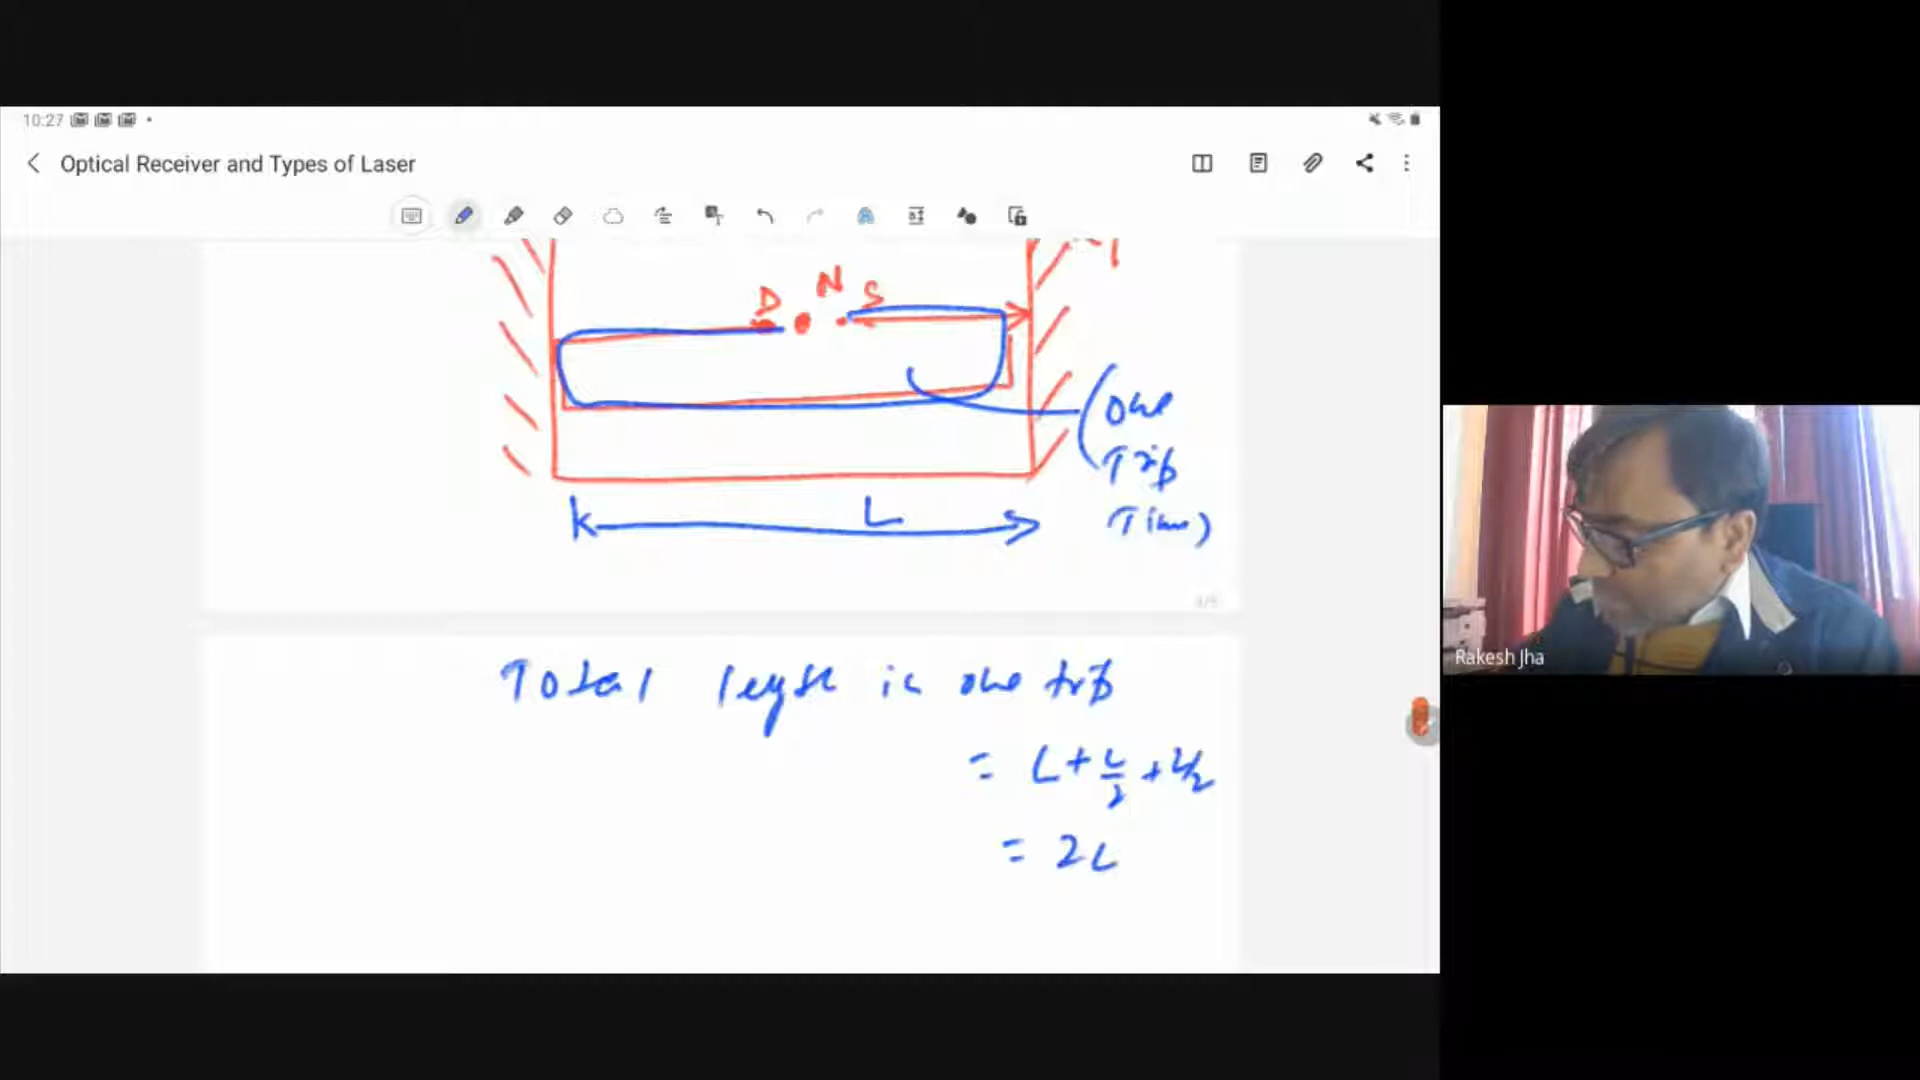 10:27
Optical Receiver and Types of Laser
D N S
(One
Trip
Time)
L
Total length is one trip
= L + L/2 + L/2
= 2L
Rakesh Jha